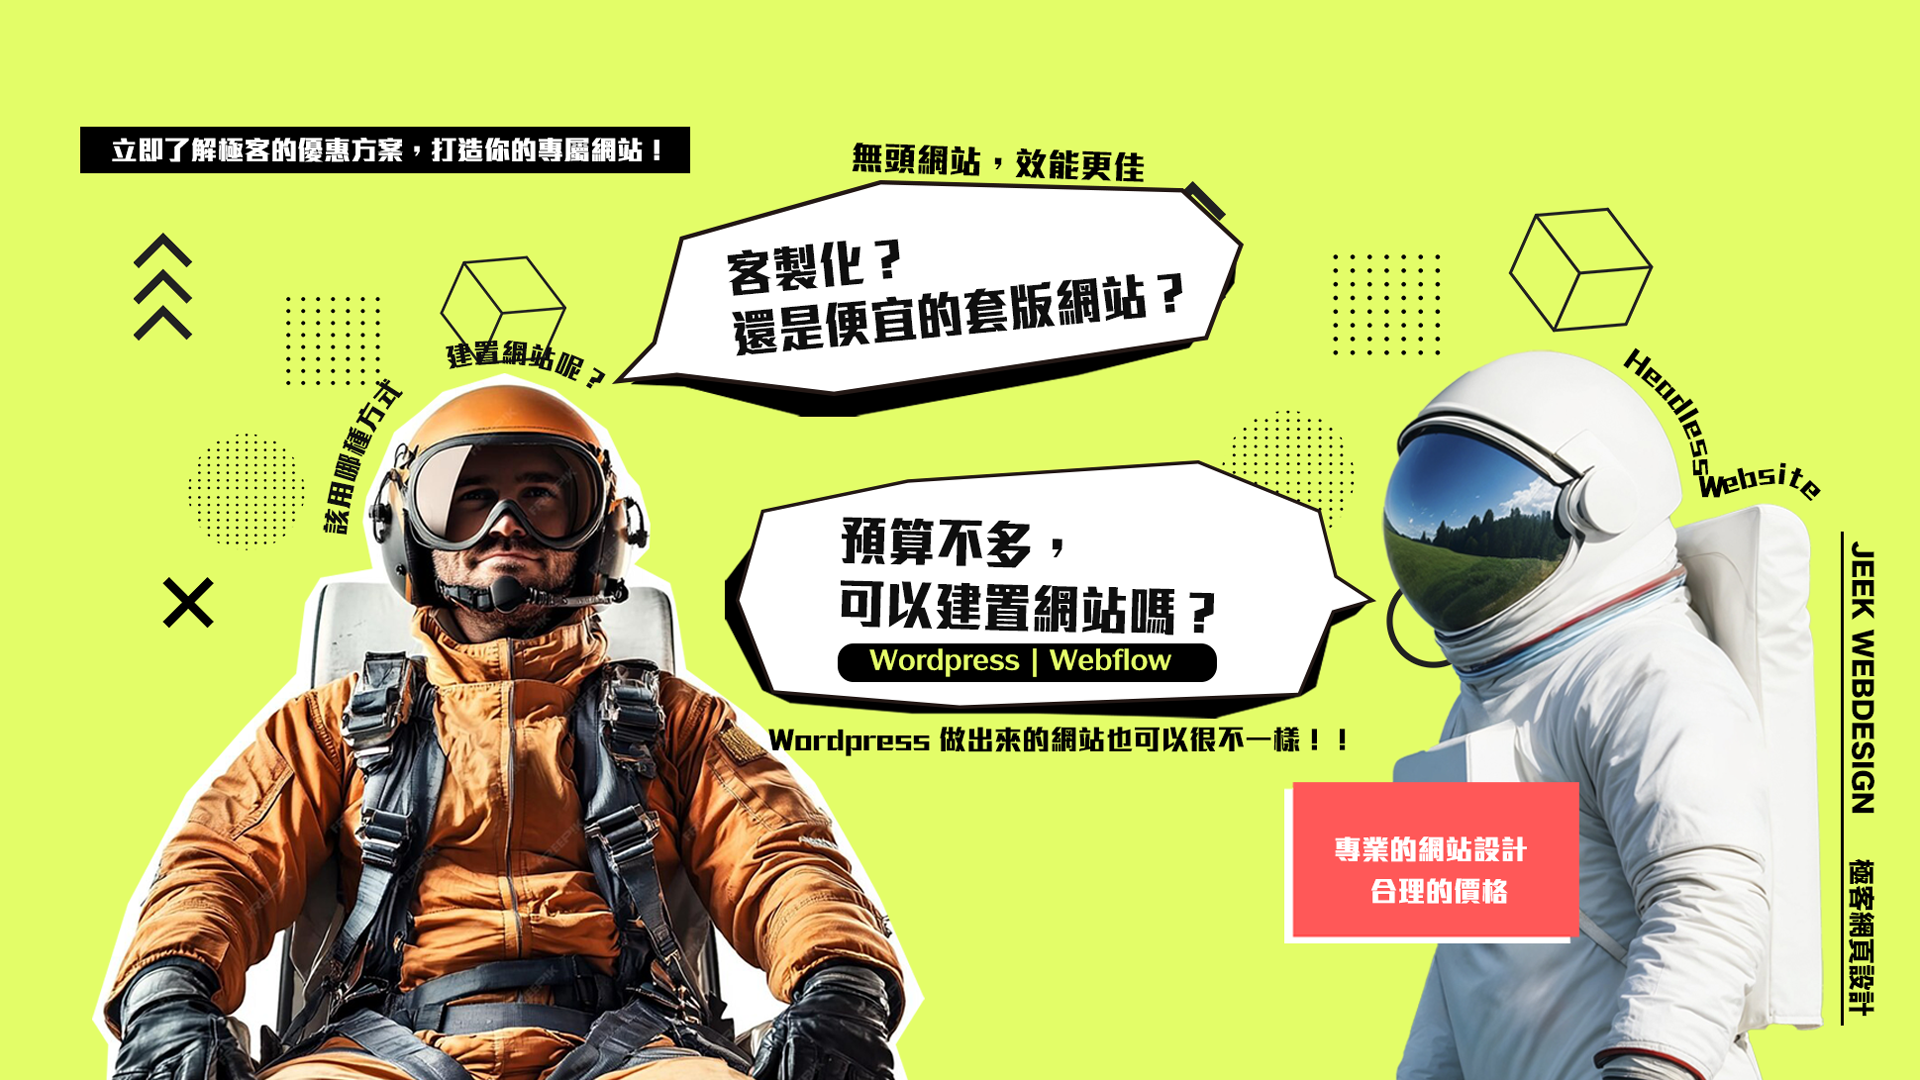 立即了解極客的優惠方案，打造你的專屬網站！
無頭網站，效能更佳
客製化？
還是便宜的套版網站？
該用哪種方式
建置網站呢？
Headless Website
預算不多，
可以建置網站嗎？
Wordpress | Webflow
Wordpress 做出來的網站也可以很不一樣！！
專業的網站設計
合理的價格
JEEK WEBDESIGN 極客網頁設計